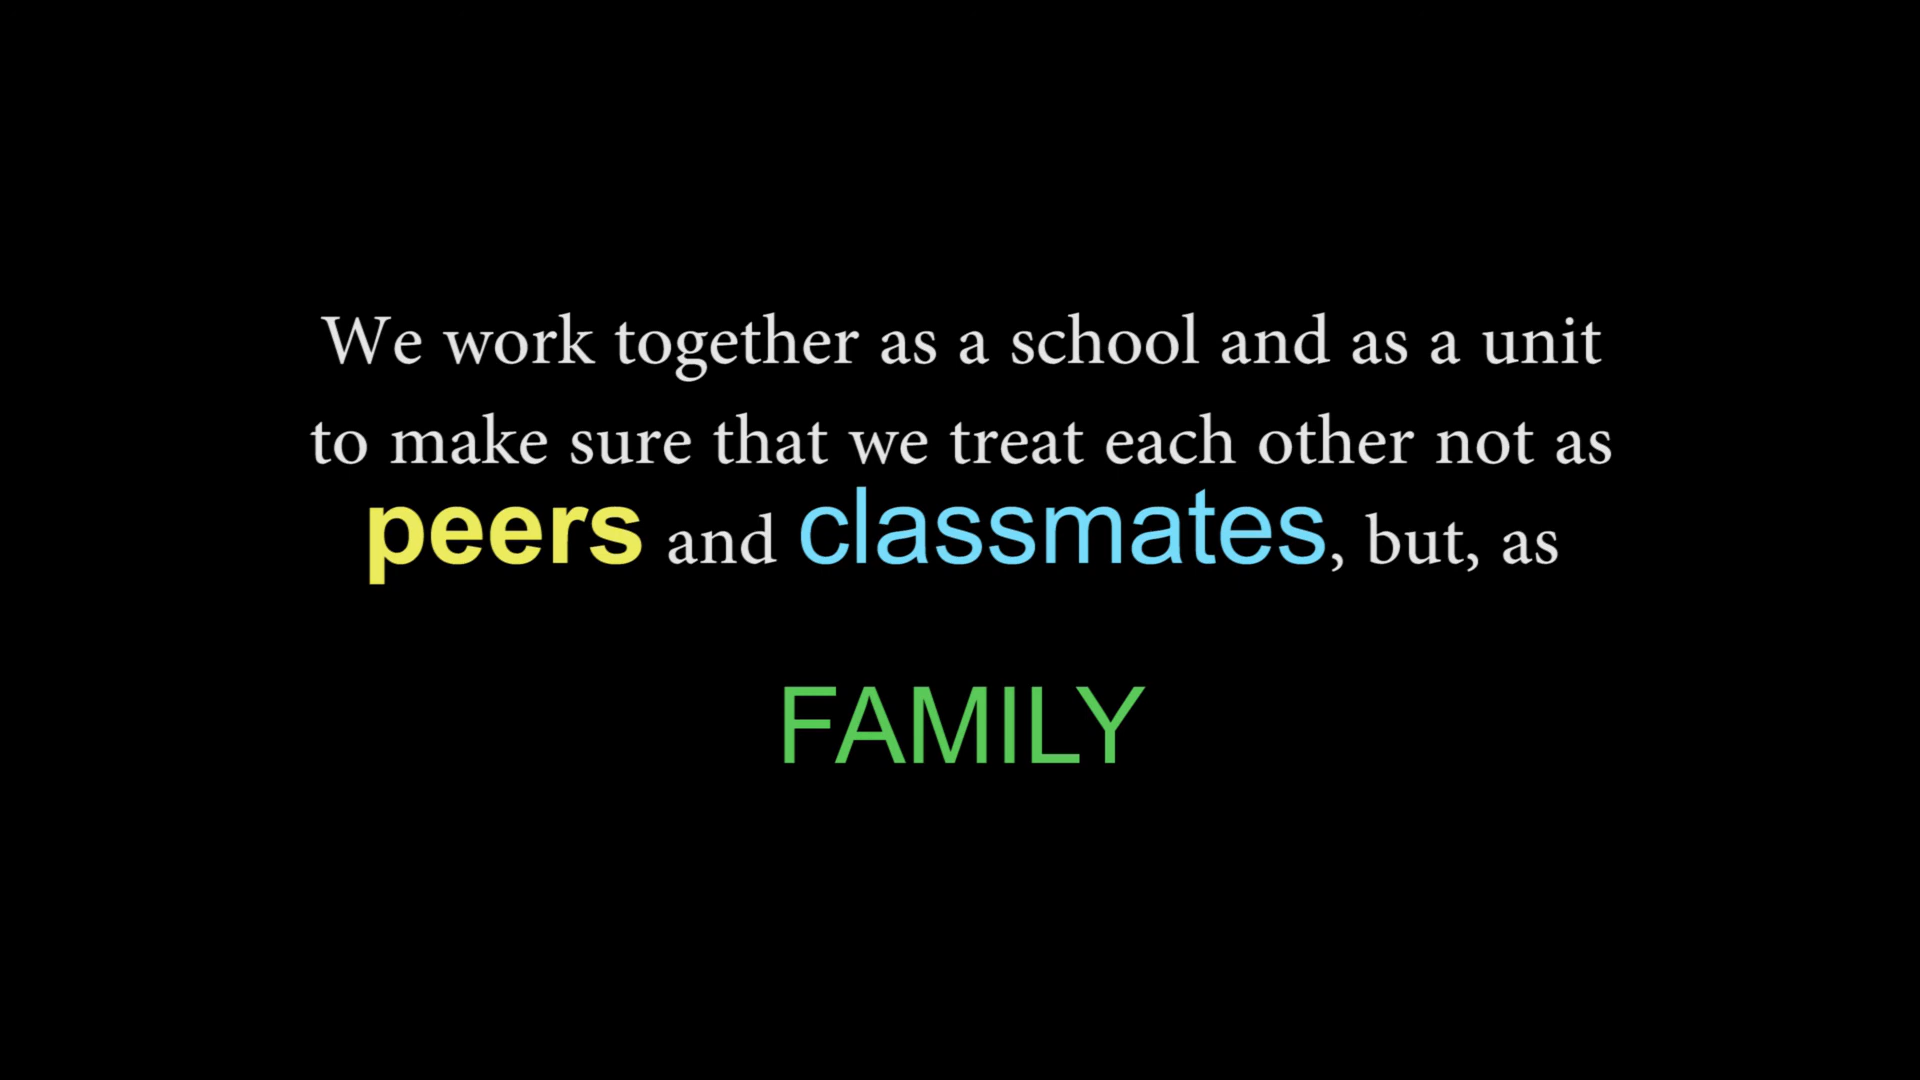 We work together as a school and as a unit
to make sure that we treat each other not as
peers and classmates, but, as
FAMILY